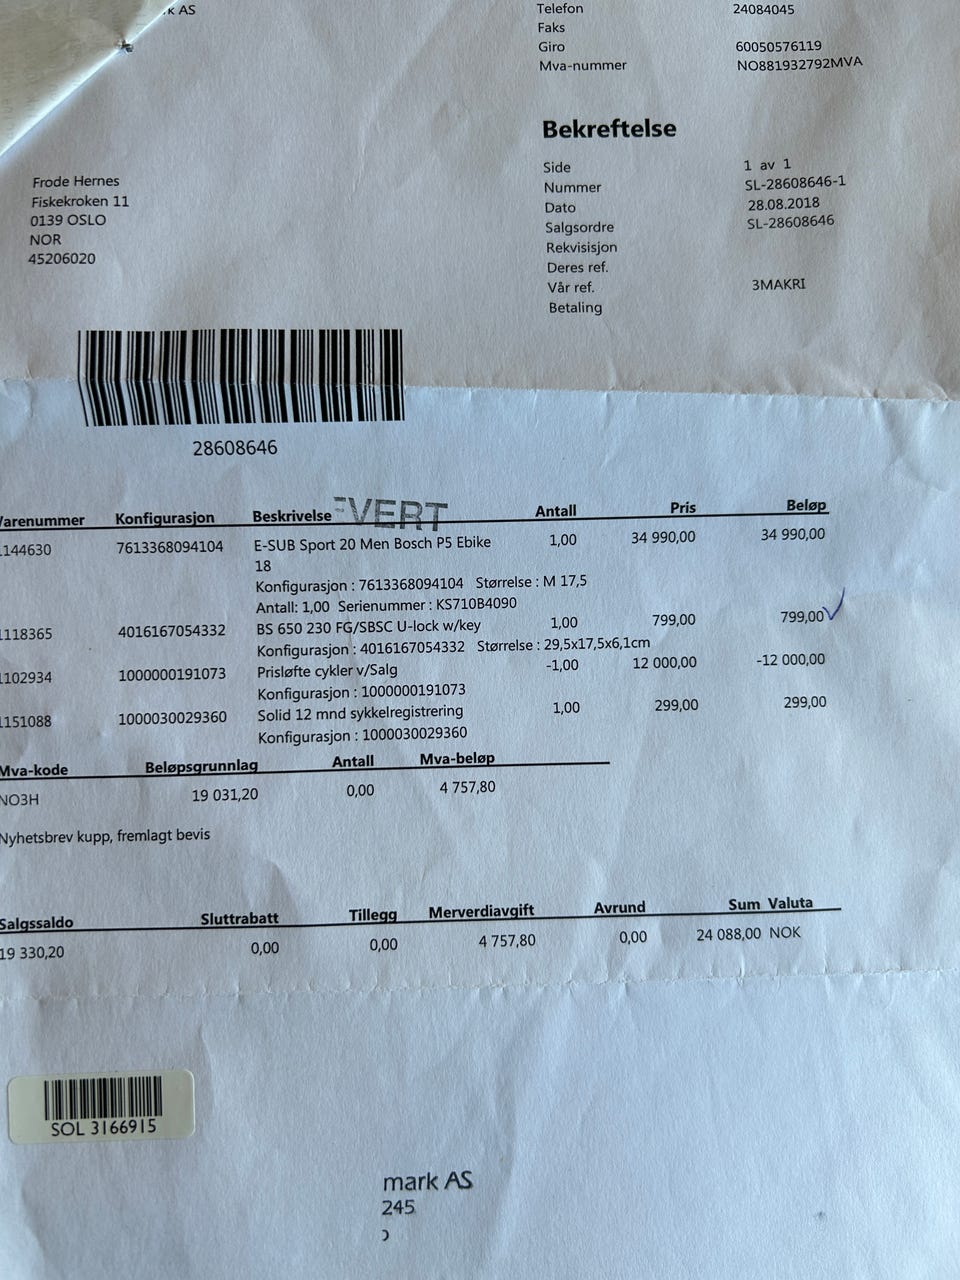 AS
Telefon 24084045
Faks
Giro 60050576119
Mva-nummer NO881932792MVA
Bekreftelse
Side 1 av 1
Nummer SL-28608646-1
Dato 28.08.2018
Salgsordre SL-28608646
Rekvisisjon
Deres ref.
Vår ref. 3MAKRI
Betaling
Frode Hernes
Fiskekroken 11
0139 OSLO
NOR
45206020
28608646
EVERT
Varenummer Konfigurasjon Beskrivelse Antall Pris Beløp
1144630 7613368094104 E-SUB Sport 20 Men Bosch P5 Ebike 1,00 34 990,00 34 990,00
18
Konfigurasjon : 7613368094104 Størrelse : M 17,5
Antall: 1,00 Serienummer : KS710B4090
1118365 4016167054332 BS 650 230 FG/SBSC U-lock w/key 1,00 799,00 799,00
Konfigurasjon : 4016167054332 Størrelse : 29,5x17,5x6,1cm
1102934 1000000191073 Prisløfte cykler v/Salg -1,00 12 000,00 -12 000,00
Konfigurasjon : 1000000191073
1151088 1000030029360 Solid 12 mnd sykkelregistrering 1,00 299,00 299,00
Konfigurasjon : 1000030029360
Mva-kode Beløpsgrunnlag Antall Mva-beløp
NO3H 19 031,20 0,00 4 757,80
Nyhetsbrev kupp, fremlagt bevis
Salgssaldo Sluttrabatt Tillegg Merverdiavgift Avrund Sum Valuta
19 330,20 0,00 0,00 4 757,80 0,00 24 088,00 NOK
SOL 3166915
mark AS
245